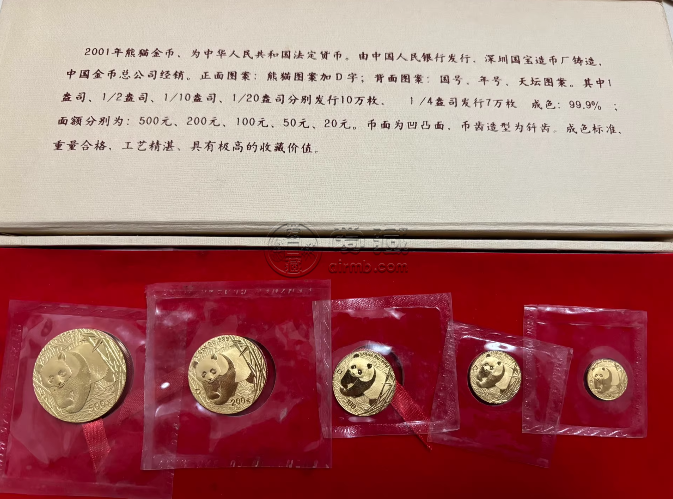 2001年熊猫金币、为中华人民共和国法定货币。由中国人民银行发行，深圳国宝造币厂铸造，
中国金币总公司经销。正面图案：熊猫图案加D字；背面图案：国号、年号、天坛图案。其中1
盎司、1/2盎司、1/10盎司、1/20盎司分别发行10万枚、 1/4盎司发行7万枚 成色：99.9% ；
面额分别为：500元、200元、100元、50元、20元。币面为凹凸面，币齿造型为钎齿。成色标准、
重量合格、工艺精湛、具有极高的收藏价值。
airmb.com
200元